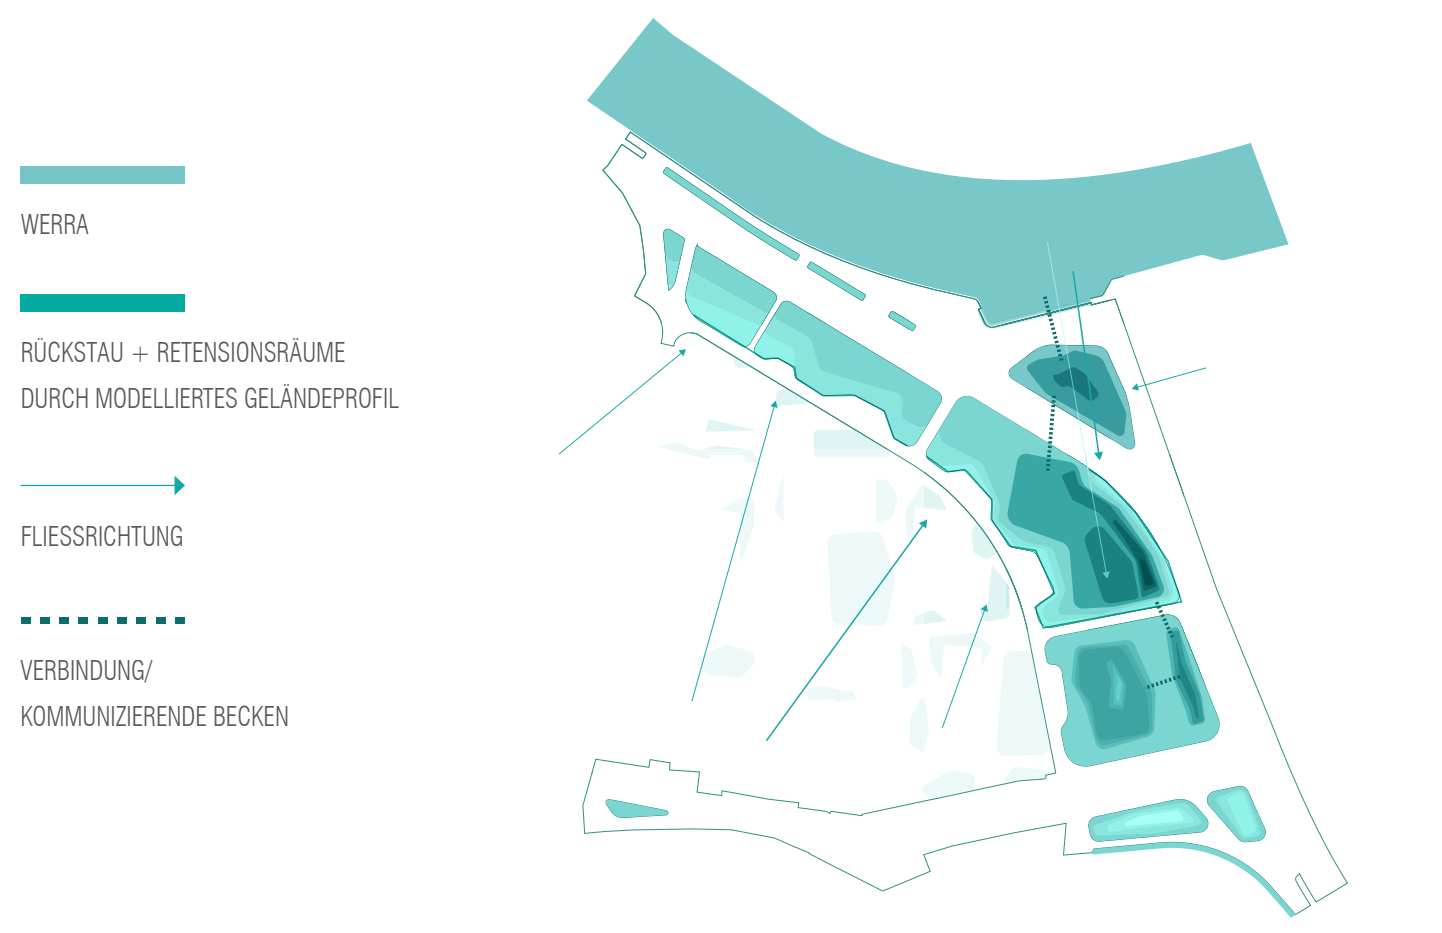 WERRA
RÜCKSTAU + RETENSIONSRÄUME
DURCH MODELLIERTES GELÄNDEPROFIL
FLIESSRICHTUNG
VERBINDUNG/
KOMMUNIZIERENDE BECKEN